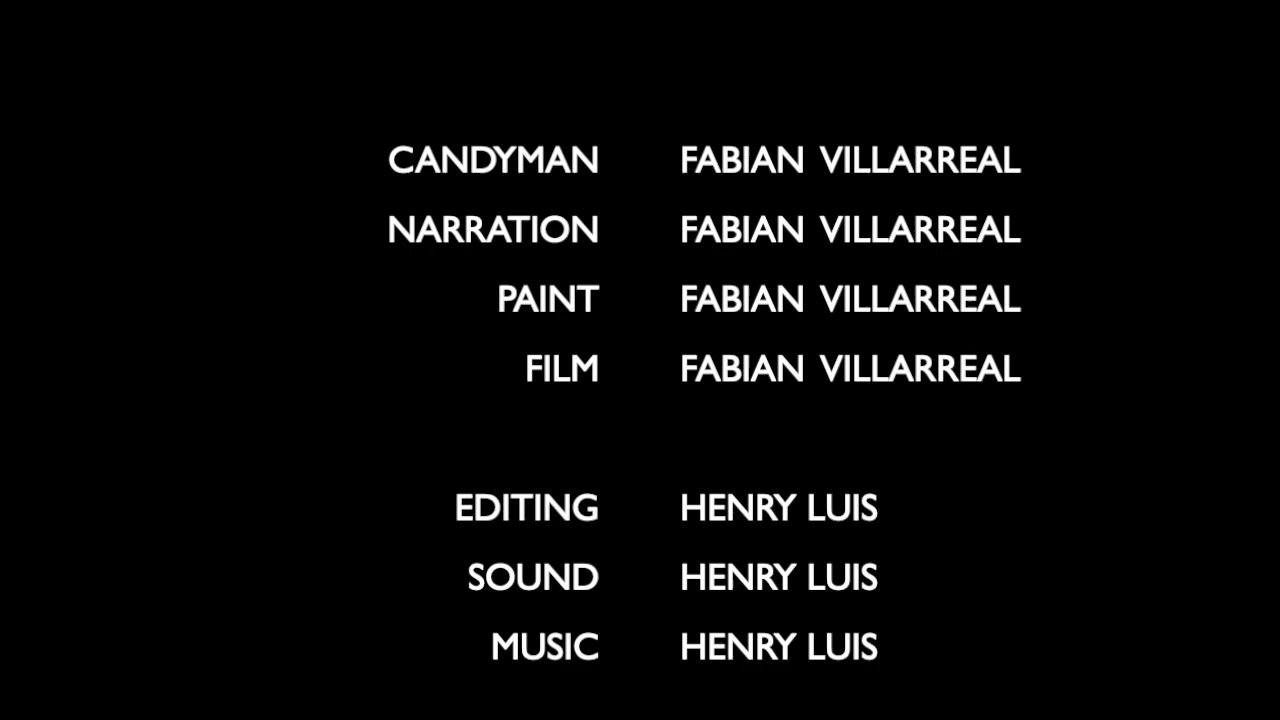 CANDYMAN FABIAN VILLARREAL
NARRATION FABIAN VILLARREAL
PAINT FABIAN VILLARREAL
FILM FABIAN VILLARREAL
EDITING HENRY LUIS
SOUND HENRY LUIS
MUSIC HENRY LUIS